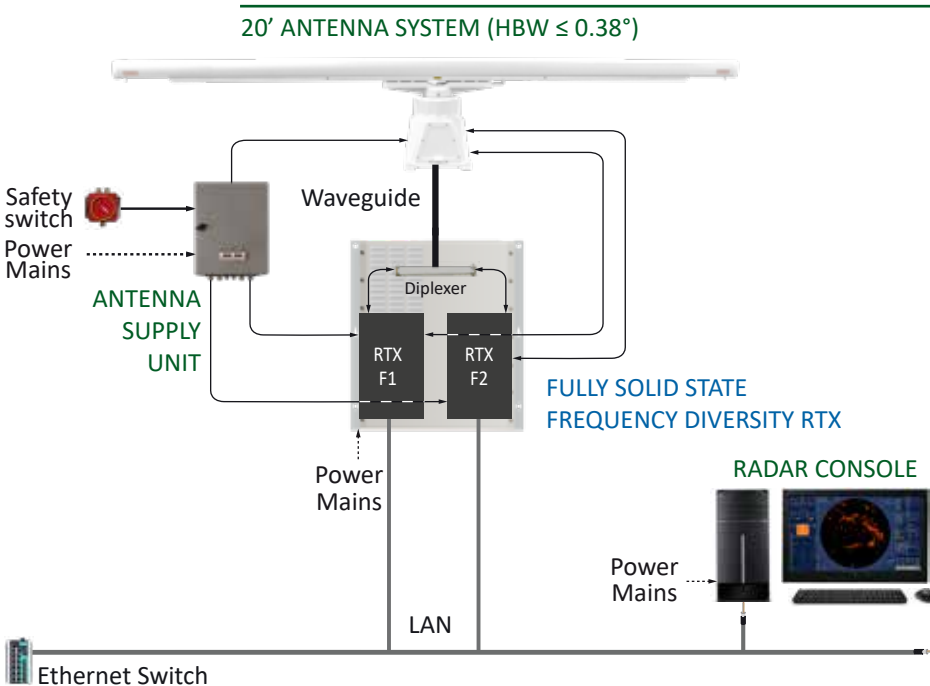 20’ ANTENNA SYSTEM (HBW ≤ 0.38°)
Safety
switch
Power
Mains
Waveguide
Diplexer
ANTENNA
SUPPLY
UNIT
RTX
F1
RTX
F2
FULLY SOLID STATE
FREQUENCY DIVERSITY RTX
Power
Mains
RADAR CONSOLE
Power
Mains
LAN
Ethernet Switch